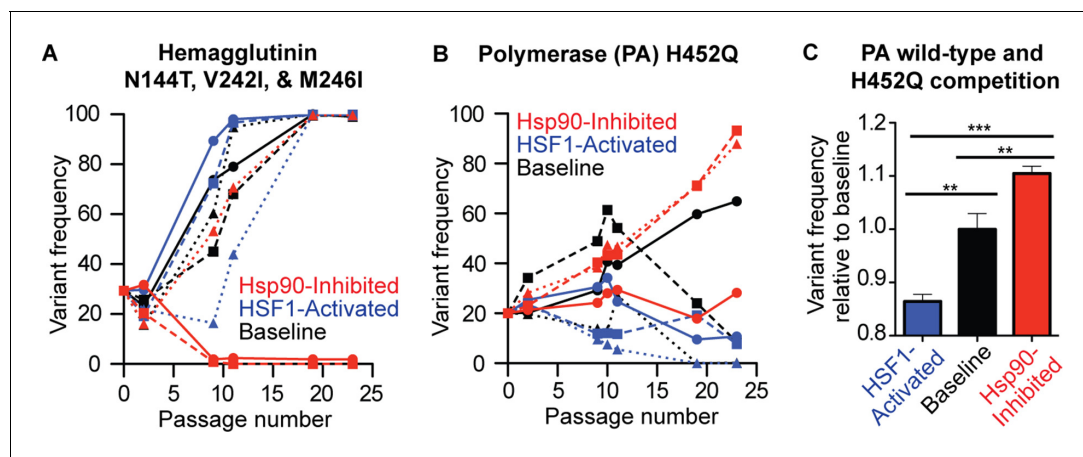 A
Hemagglutinin
N144T, V242I, & M246I
Variant frequency
100
80
60
40
20
0
Hsp90-Inhibited
HSF1-Activated
Baseline
0 5 10 15 20 25
Passage number
B
Polymerase (PA) H452Q
Variant frequency
100
80
60
40
20
0
Hsp90-Inhibited
HSF1-Activated
Baseline
0 5 10 15 20 25
Passage number
C
PA wild-type and
H452Q competition
Variant frequency
relative to baseline
1.2
1.1
1.0
0.9
0.8
***
**
**
HSF1-
Activated
Baseline
Hsp90-
Inhibited